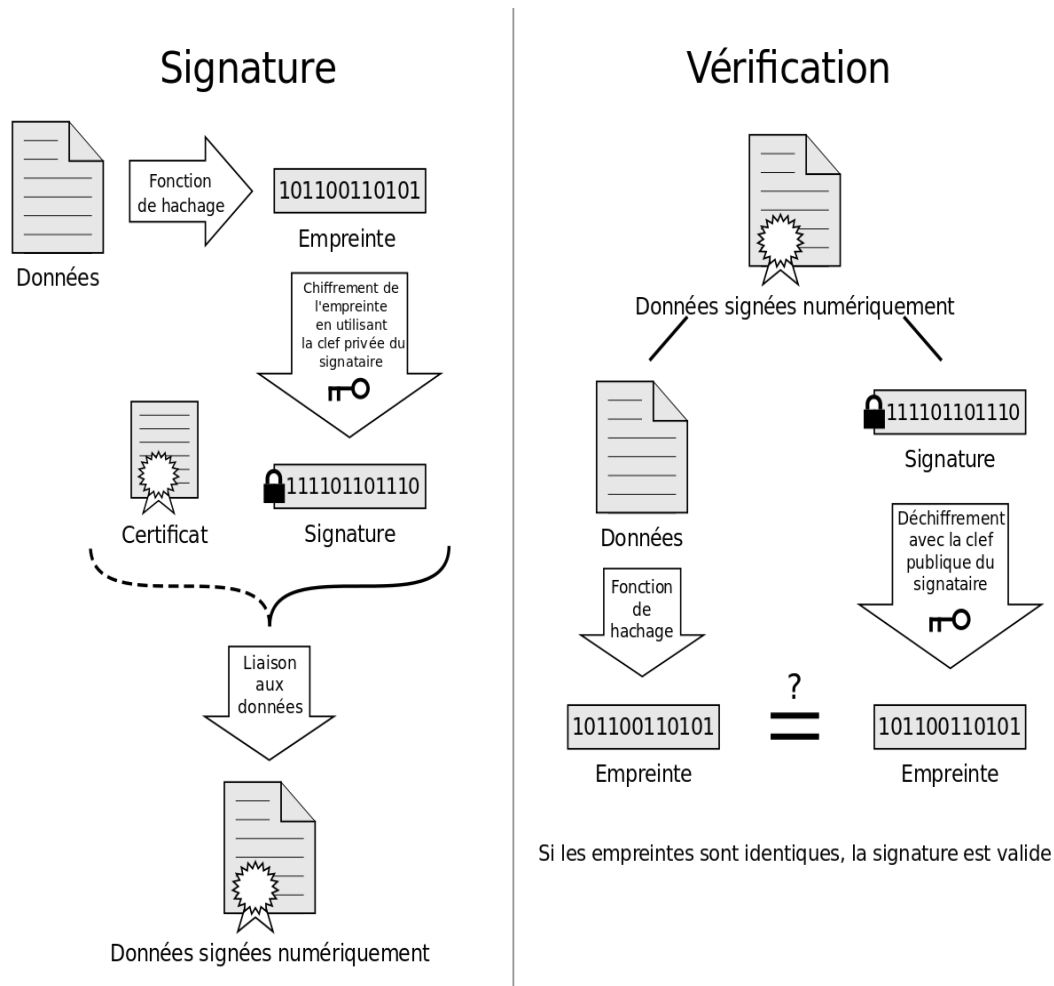 Signature
Fonction
de hachage
101100110101
Empreinte
Données
Chiffrement de
l'empreinte
en utilisant
la clef privée du
signataire
111101101110
Certificat
Signature
Liaison
aux
données
Données signées numériquement
Vérification
Données signées numériquement
111101101110
Signature
Données
Déchiffrement
avec la clef
publique du
signataire
Fonction
de
hachage
?
101100110101
=
101100110101
Empreinte
Empreinte
Si les empreintes sont identiques, la signature est valide